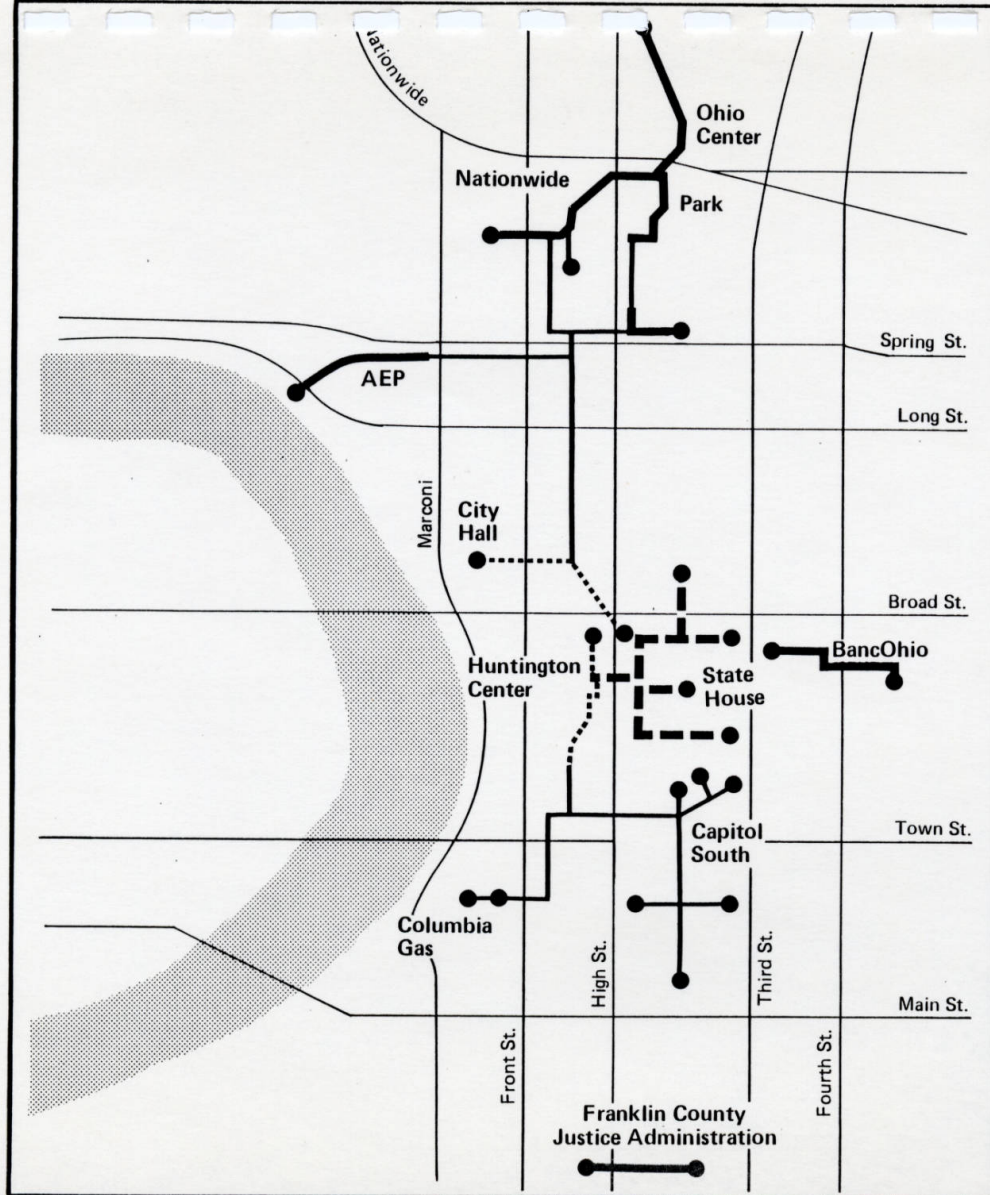 Nationwide
Ohio
Center
Nationwide
Park
Spring St.
AEP
Long St.
Marconi
City
Hall
Broad St.
BancOhio
Huntington
Center
State
House
Town St.
Capitol
South
Columbia
Gas
High St.
Third St.
Main St.
Front St.
Fourth St.
Franklin County
Justice Administration